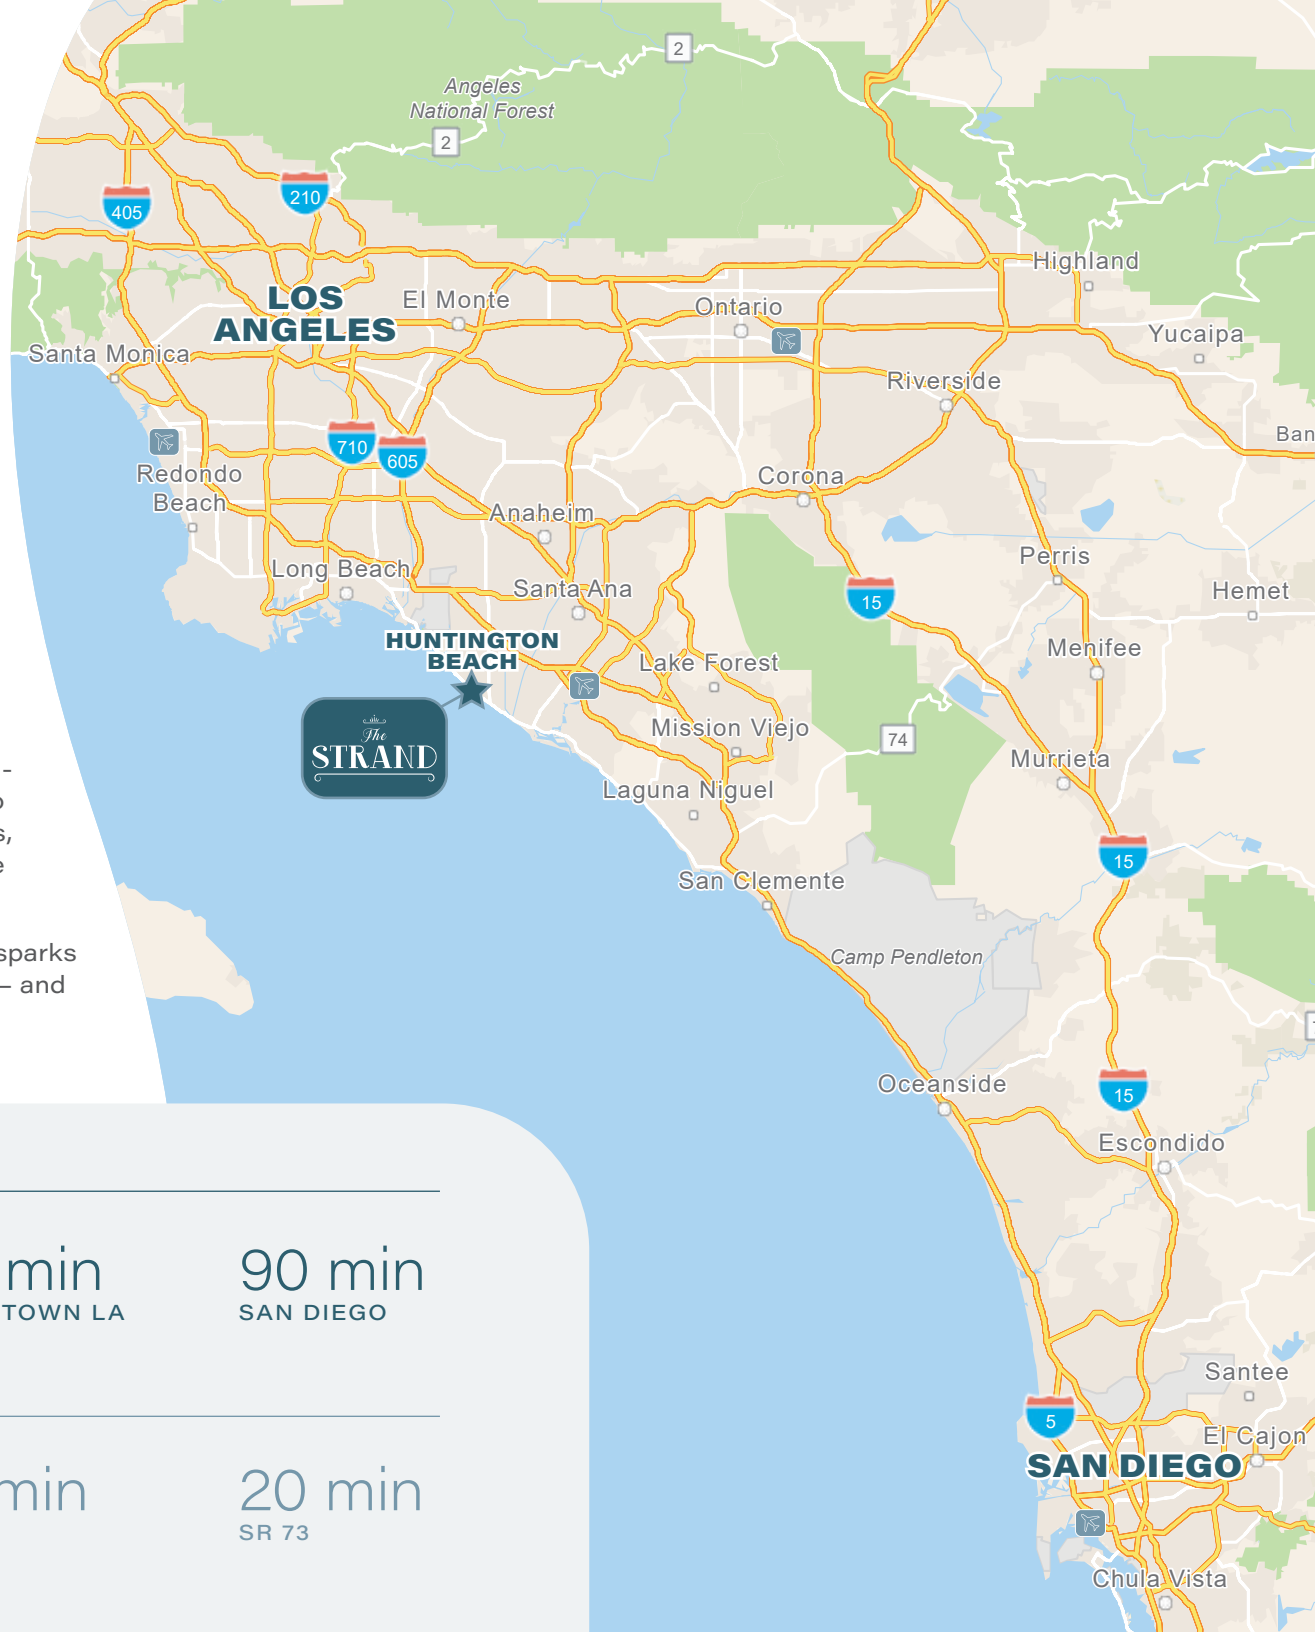 2
Angeles
National Forest
2
210
405
Highland
LOS
ANGELES
El Monte
Ontario
Yucaipa
Santa Monica
Riverside
Ban
710
605
Redondo
Beach
Corona
Anaheim
Perris
Long Beach
Santa Ana
15
Hemet
HUNTINGTON
BEACH
Menifee
Lake Forest
The
STRAND
Mission Viejo
74
Murrieta
-
s,
e
Laguna Niguel
15
San Clemente
sparks
– and
Camp Pendleton
Oceanside
15
Escondido
min
TOWN LA
90 min
SAN DIEGO
Santee
5
El Cajon
SAN DIEGO
min
20 min
SR 73
Chula Vista